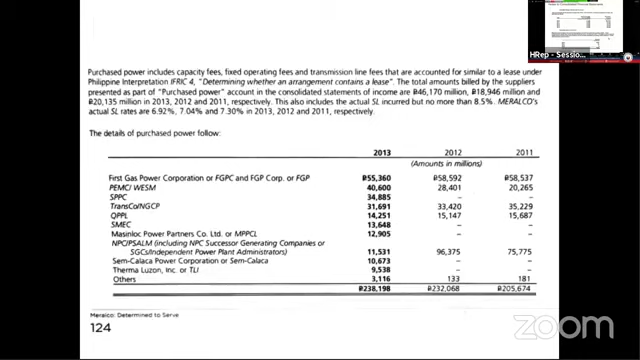 HRep - Sessio...
Purchased power includes capacity fees, fixed operating fees and transmission line fees that are accounted for similar to a lease under
Philippine Interpretation IFRIC 4, "Determining whether an arrangement contains a lease". The total amounts billed by the suppliers
presented as part of "Purchased power" account in the consolidated statements of income are ₱46,170 million, ₱18,946 million and
₱20,135 million in 2013, 2012 and 2011, respectively. This also includes the actual SL incurred but no more than 8.5%. MERALCO's
actual SL rates are 6.92%, 7.04% and 7.30% in 2013, 2012 and 2011, respectively.
The details of purchased power follow:
2013 2012 2011
(Amounts in millions)
First Gas Power Corporation or FGPC and FGP Corp. or FGP ₱55,360 ₱58,592 ₱58,537
PEMC/ WESM 40,600 28,401 20,265
SPPC 34,885 – –
TransCo/NGCP 31,691 33,420 35,229
QPPL 14,251 15,147 15,687
SMEC 13,648 – –
Masinloc Power Partners Co. Ltd. or MPPCL 12,905 – –
NPC/PSALM (including NPC Successor Generating Companies or
SGCs/Independent Power Plant Administrators) 11,531 96,375 75,775
Sem-Calaca Power Corporation or Sem-Calaca 10,673 – –
Therma Luzon, Inc. or TLI 9,538 – –
Others 3,116 133 181
₱238,198 ₱232,068 ₱205,674
Meralco: Determined to Serve
124
zoom